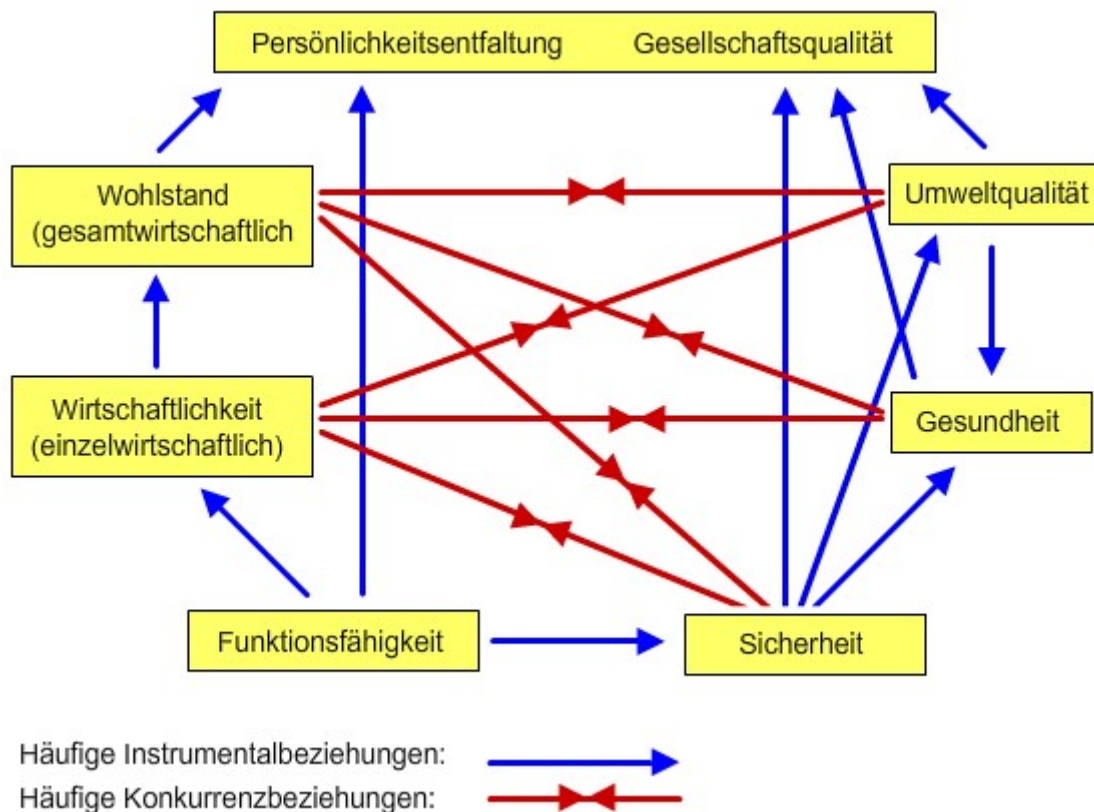 Persönlichkeitsentfaltung Gesellschaftsqualität
Wohlstand
(gesamtwirtschaftlich
Umweltqualität
Wirtschaftlichkeit
(einzelwirtschaftlich)
Gesundheit
Funktionsfähigkeit
Sicherheit
Häufige Instrumentalbeziehungen:
Häufige Konkurrenzbeziehungen: